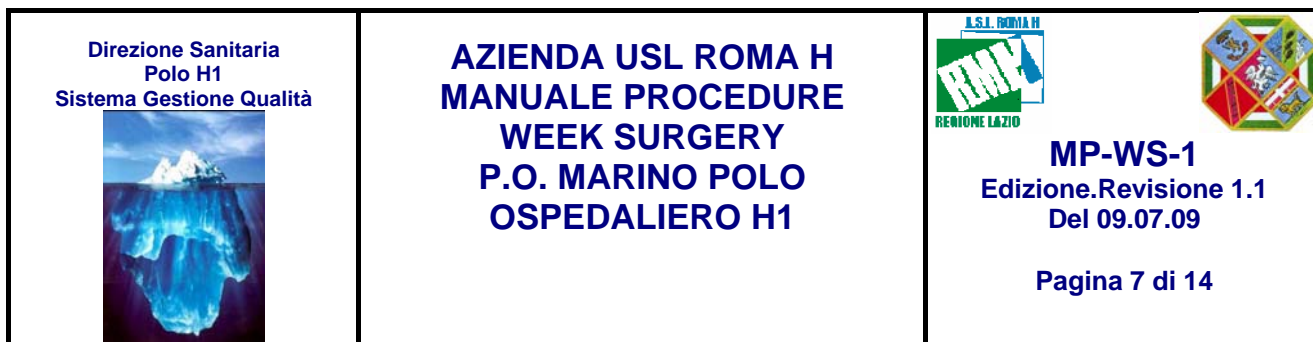 Direzione Sanitaria
Polo H1
Sistema Gestione Qualità
AZIENDA USL ROMA H
MANUALE PROCEDURE
WEEK SURGERY
P.O. MARINO POLO
OSPEDALIERO H1
A.S.L. ROMA H
RMH
REGIONE LAZIO
MP-WS-1
Edizione.Revisione 1.1
Del 09.07.09
Pagina 7 di 14